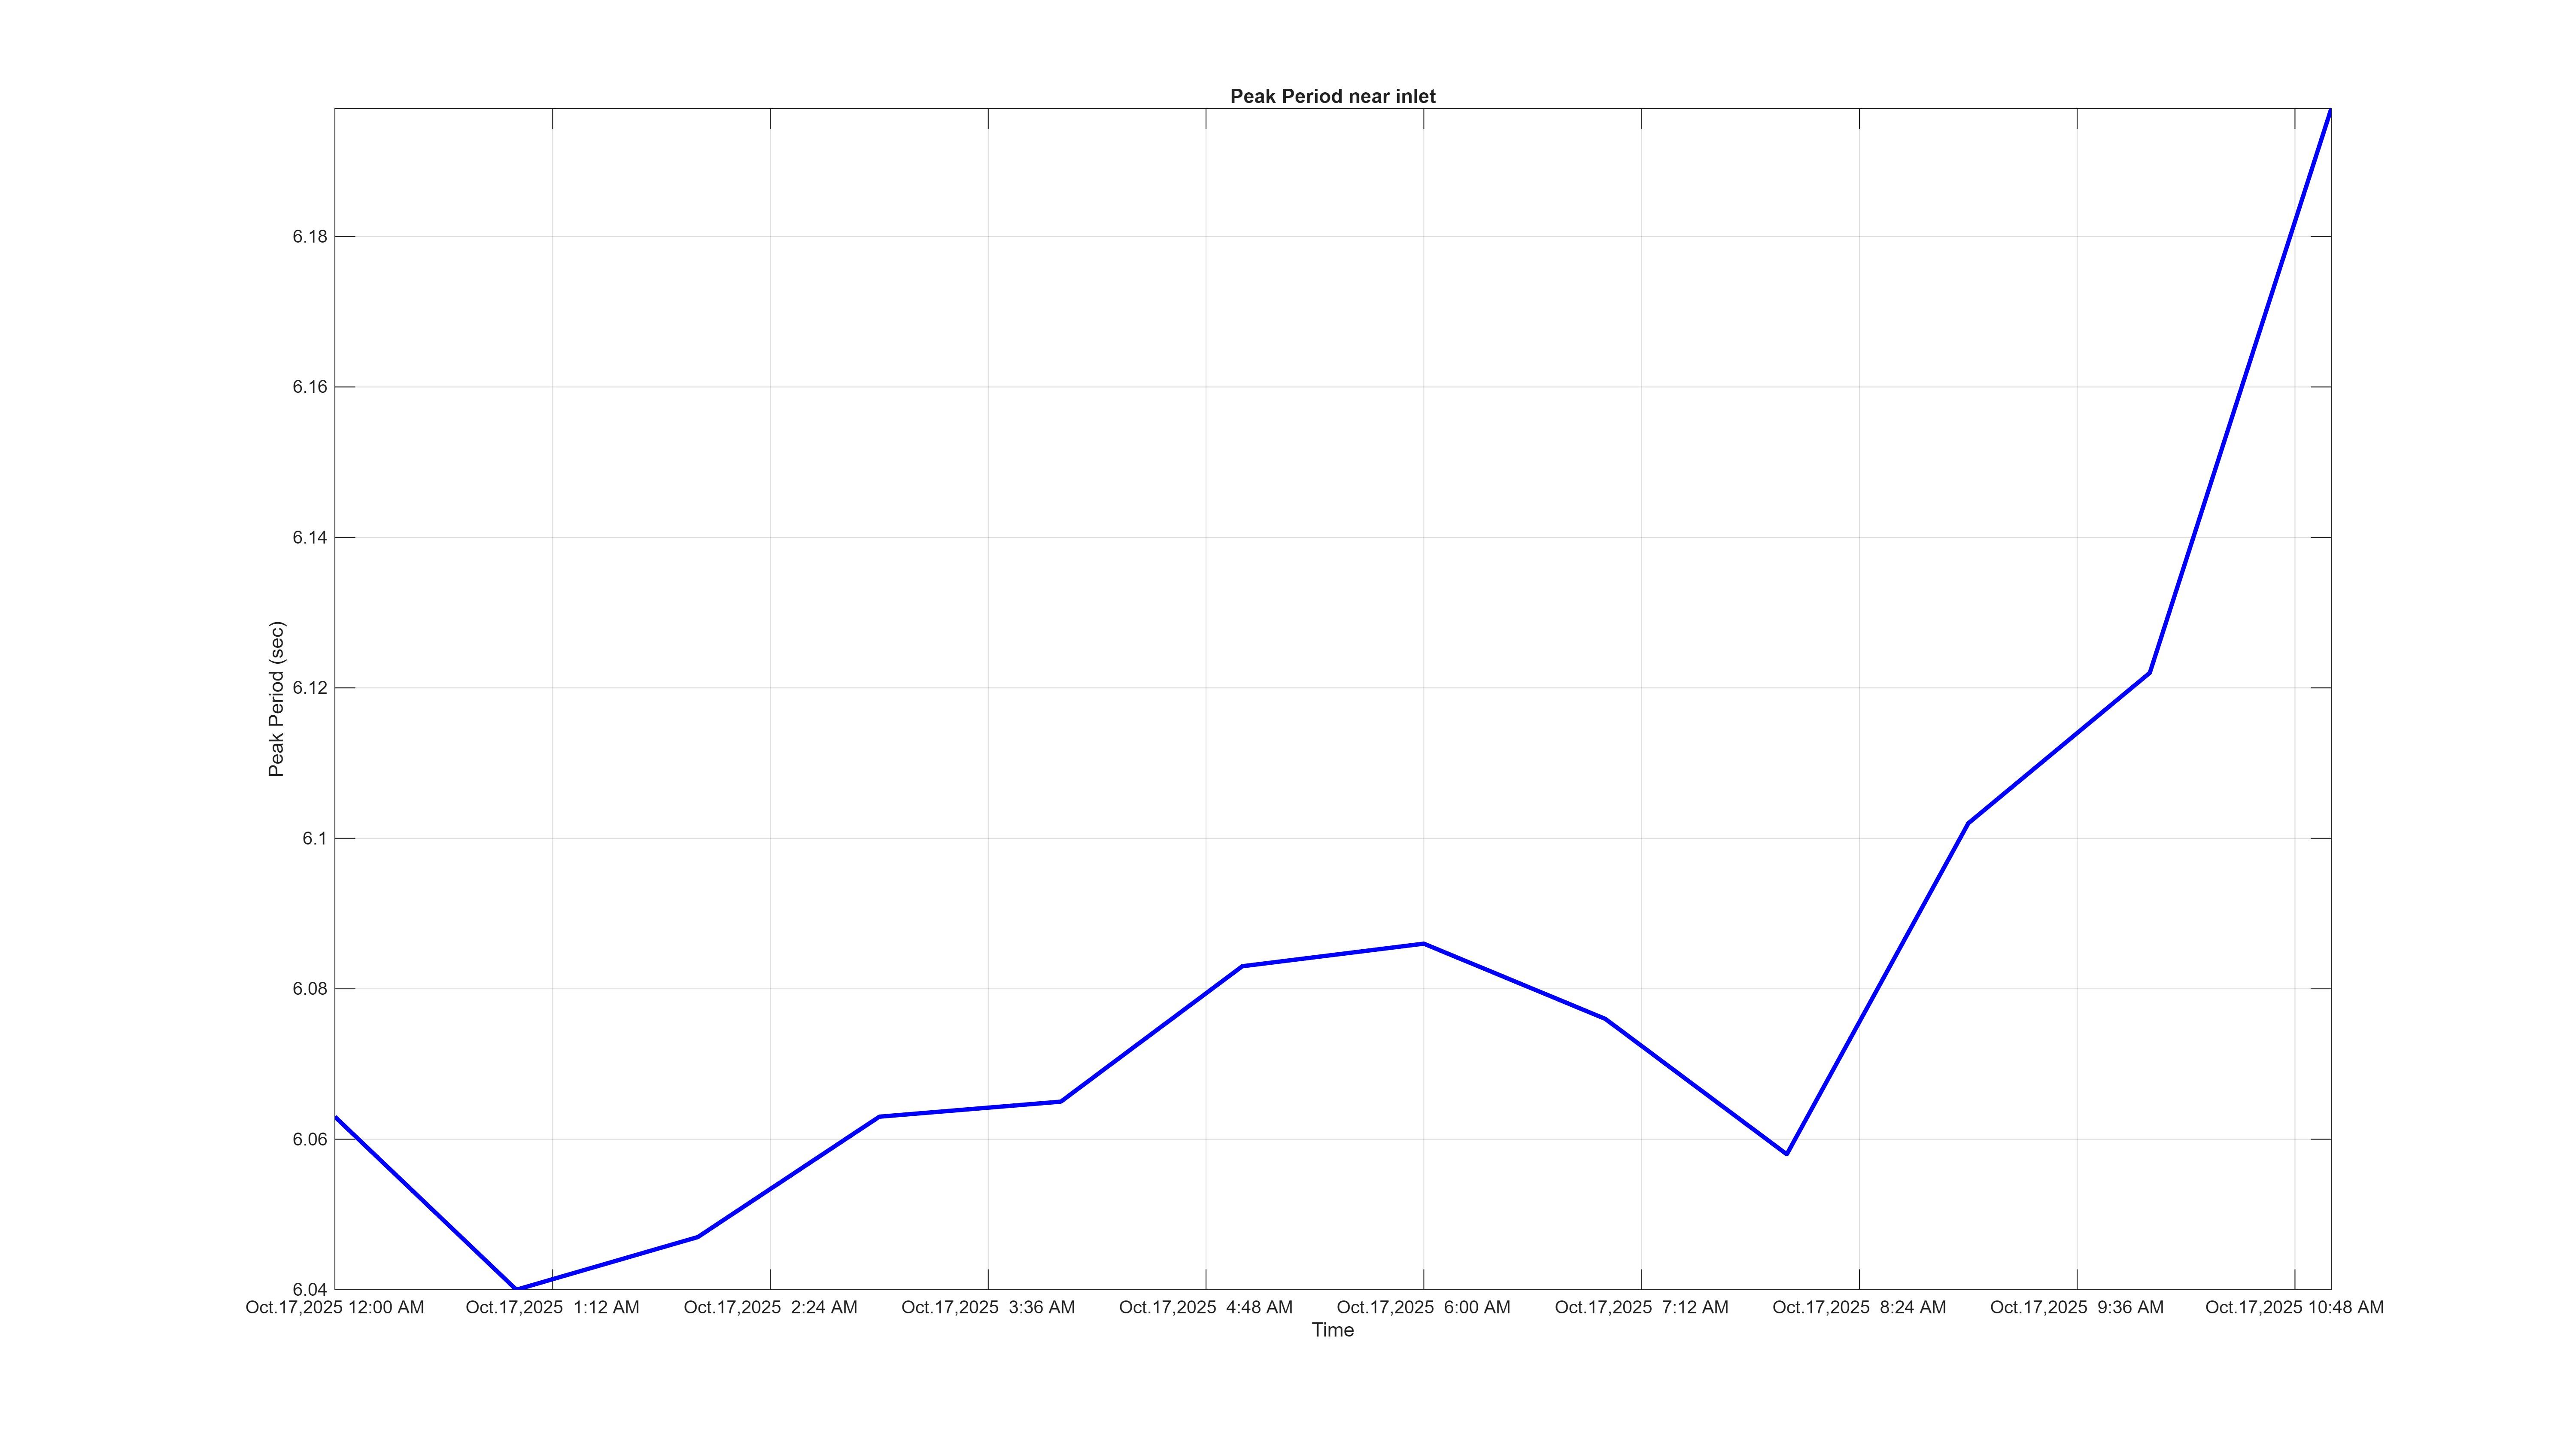 Peak Period near inlet
6.18
6.16
6.14
6.12
6.1
6.08
6.06
6.04
Peak Period (sec)
Oct.17,2025 12:00 AM
Oct.17,2025  1:12 AM
Oct.17,2025  2:24 AM
Oct.17,2025  3:36 AM
Oct.17,2025  4:48 AM
Oct.17,2025  6:00 AM
Oct.17,2025  7:12 AM
Oct.17,2025  8:24 AM
Oct.17,2025  9:36 AM
Oct.17,2025 10:48 AM
Time